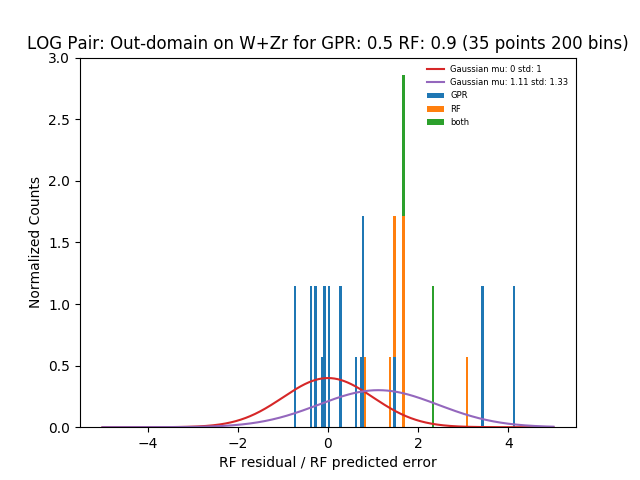 LOG Pair: Out-domain on W+Zr for GPR: 0.5 RF: 0.9 (35 points 200 bins)
3.0
2.5
2.0
1.5
1.0
0.5
0.0
Normalized Counts
Gaussian mu: 0 std: 1
Gaussian mu: 1.11 std: 1.33
GPR
RF
both
−4 −2 0 2 4
RF residual / RF predicted error